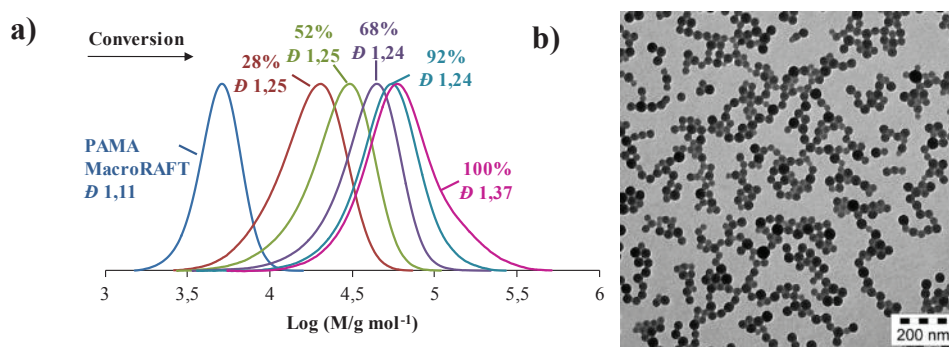 a)
Conversion
PAMA
MacroRAFT
Đ 1,11
28%
Đ 1,25
52%
Đ 1,25
68%
Đ 1,24
92%
Đ 1,24
100%
Đ 1,37
3
3,5
4
4,5
5
5,5
6
Log (M/g mol⁻¹)
b)
200 nm